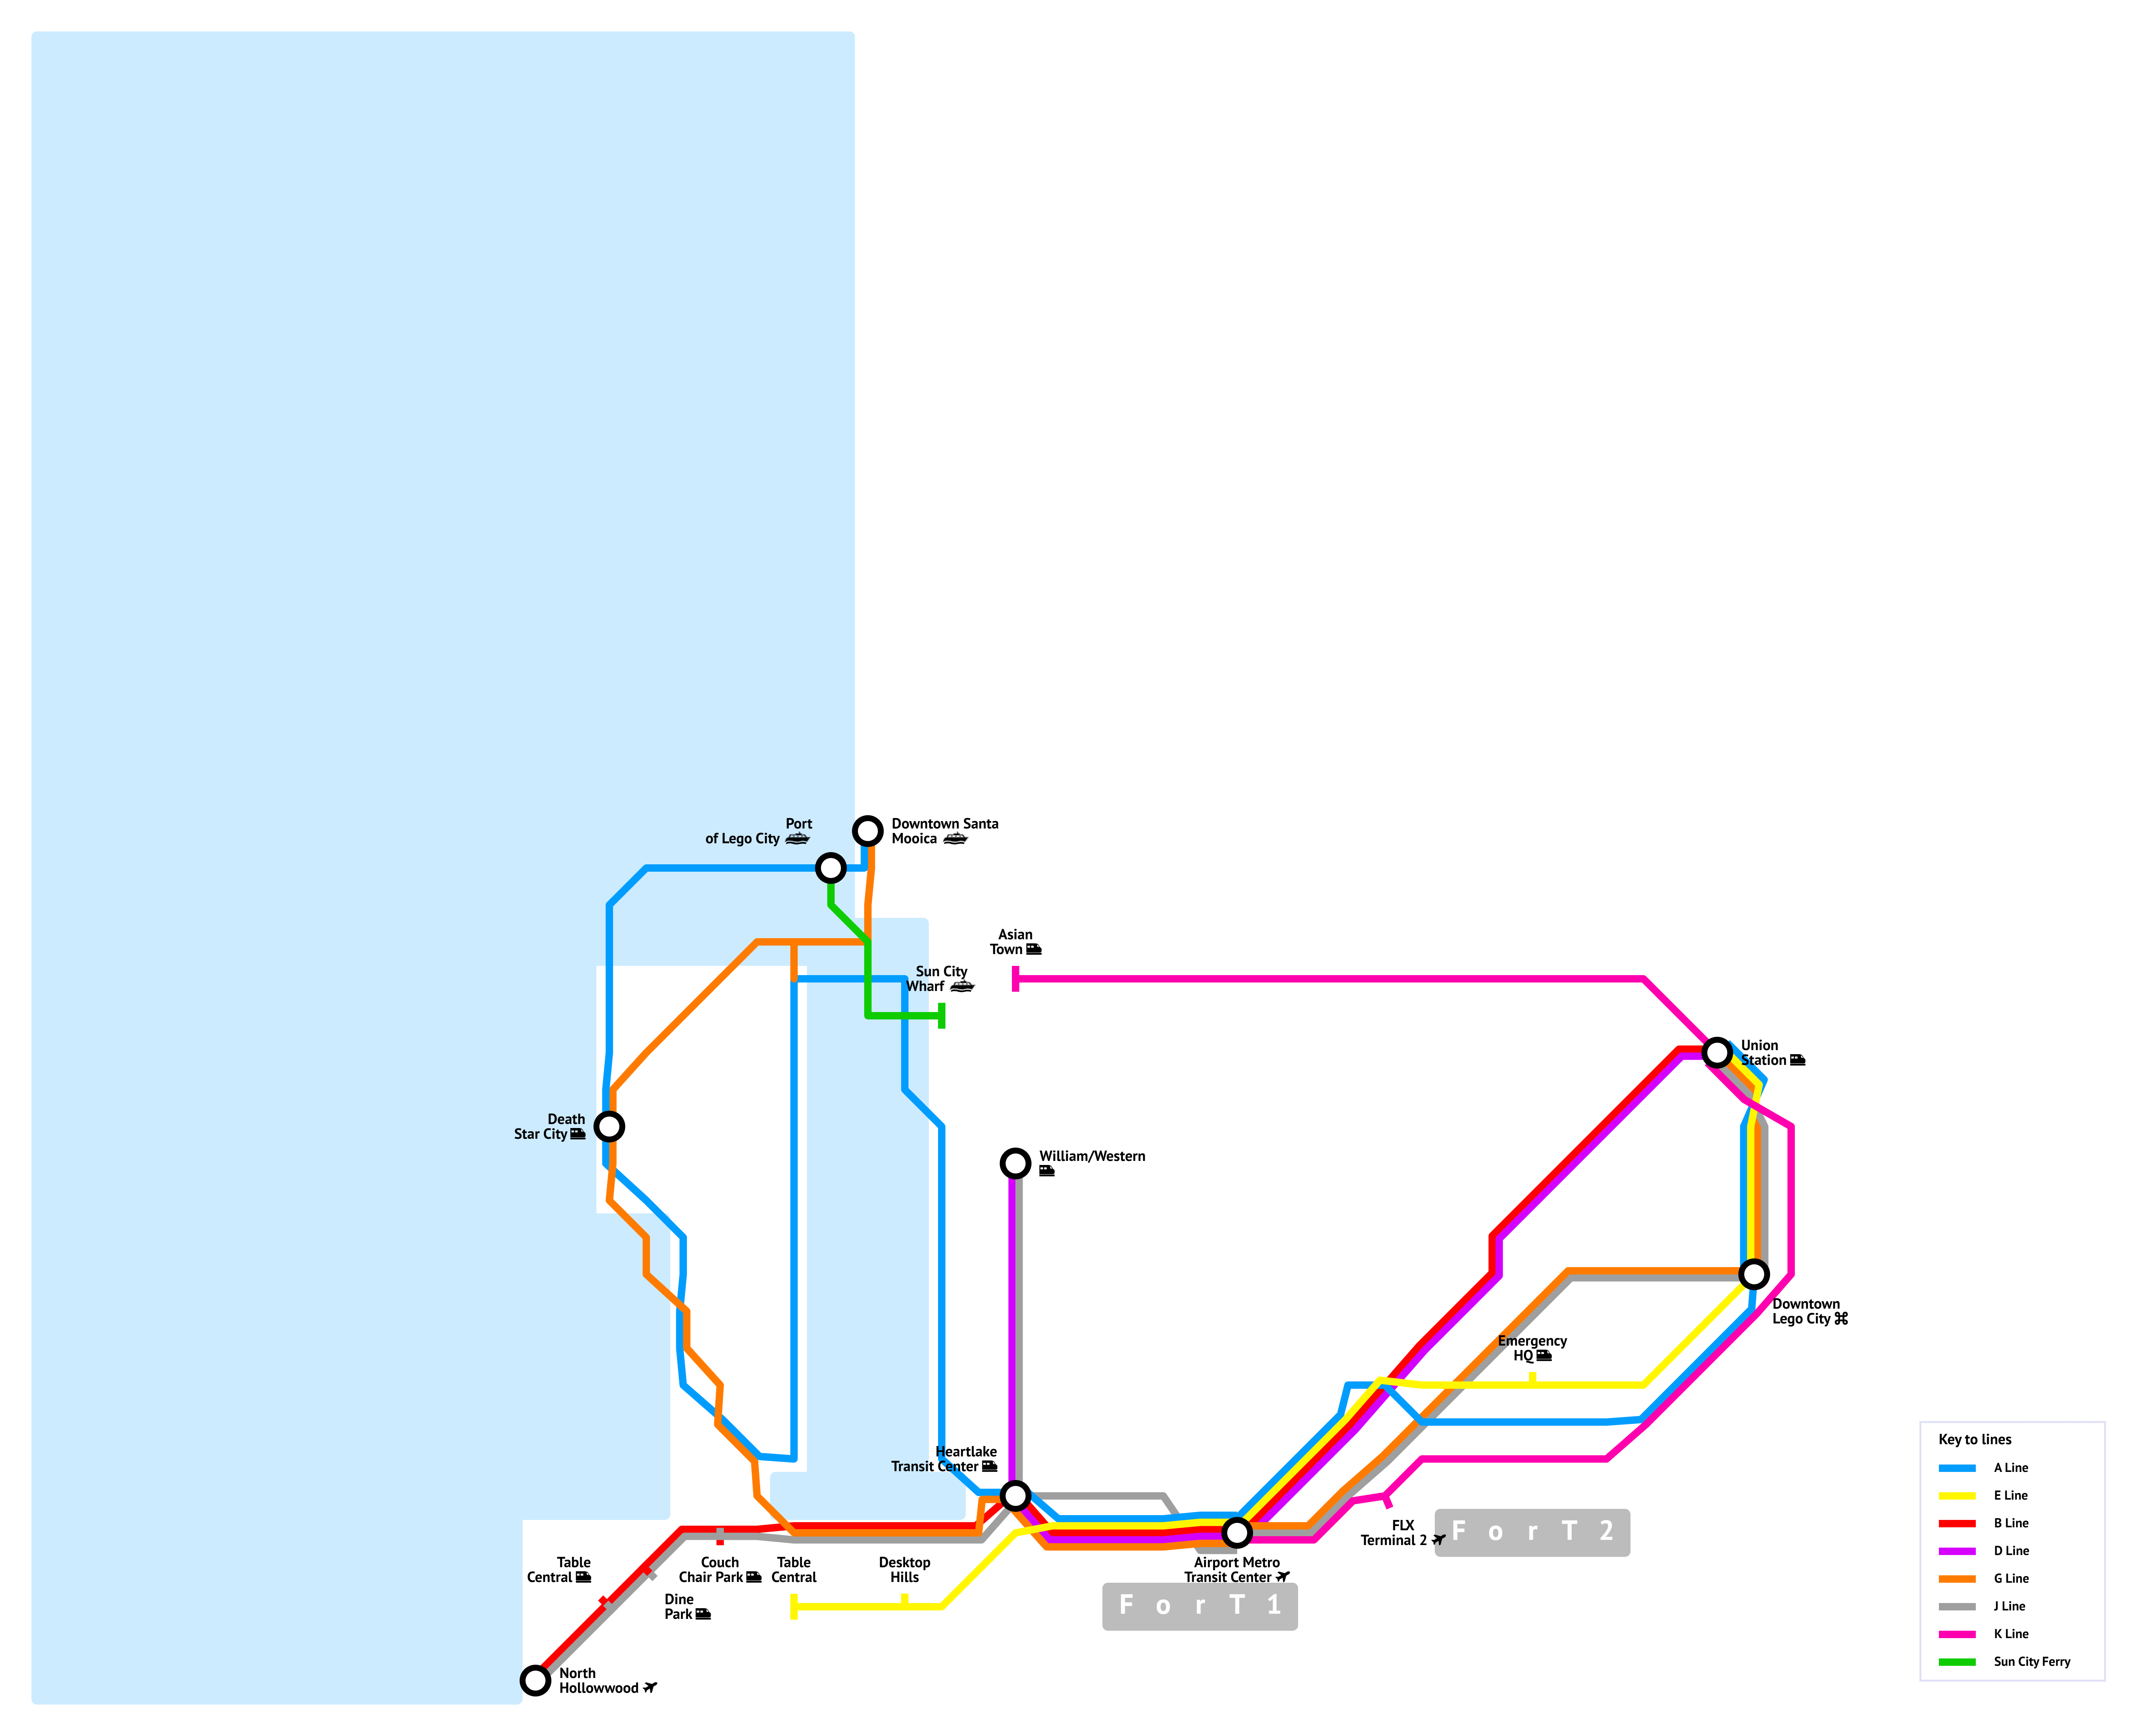 Port
of Lego City
Downtown Santa
Mooica
Asian
Town
Sun City
Wharf
Union
Station
Death
Star City
William/Western
Downtown
Lego City
Emergency
HQ
Heartlake
Transit Center
FLX
Terminal 2
F o r T 2
Table
Central
Couch
Chair Park
Table
Central
Desktop
Hills
Airport Metro
Transit Center
Dine
Park
F o r T 1
North
Hollowwood
Key to lines
A Line
E Line
B Line
D Line
G Line
J Line
K Line
Sun City Ferry